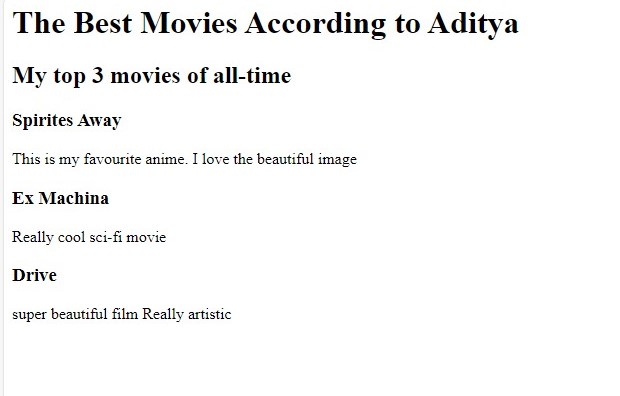 The Best Movies According to Aditya
My top 3 movies of all-time
Spirites Away
This is my favourite anime. I love the beautiful image
Ex Machina
Really cool sci-fi movie
Drive
super beautiful film Really artistic